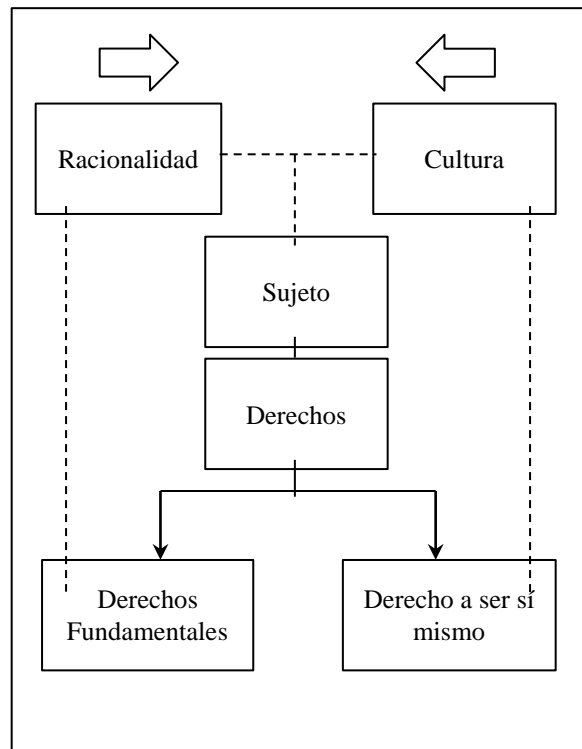 Racionalidad
Cultura
Sujeto
Derechos
Derechos
Fundamentales
Derecho a ser sí
mismo